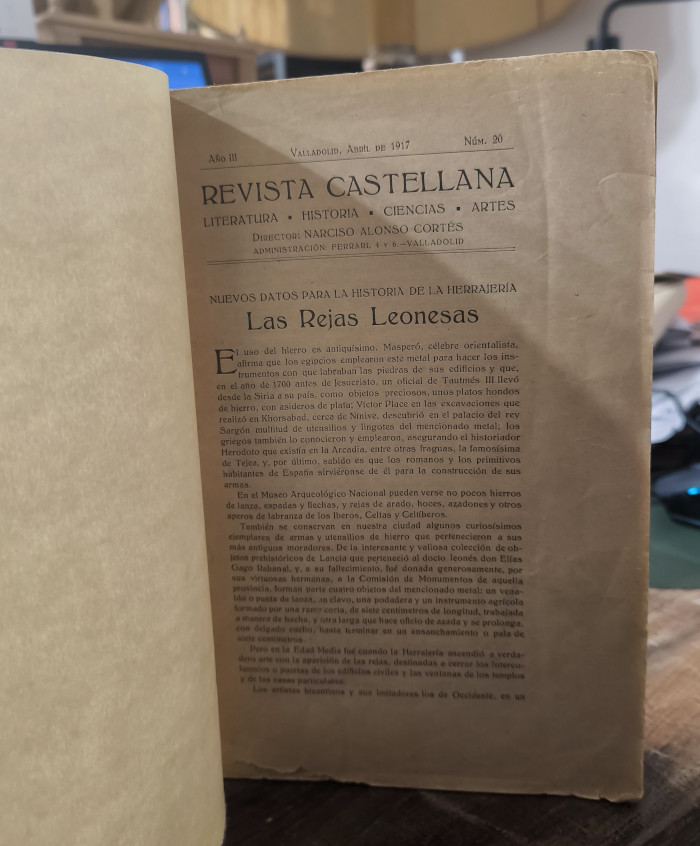 Año III
Valladolid, Abril de 1917
Núm. 20
REVISTA CASTELLANA
LITERATURA ▪ HISTORIA ▪ CIENCIAS ▪ ARTES
Director: NARCISO ALONSO CORTÉS
ADMINISTRACIÓN: FERRARI, 4 Y 6.—VALLADOLID
NUEVOS DATOS PARA LA HISTORIA DE LA HERRAJERÍA
Las Rejas Leonesas
El uso del hierro es antiquísimo. Masperó, célebre orientalista,
afirma que los egipcios emplearon este metal para hacer los ins-
trumentos con que labraban las piedras de sus edificios y que,
en el año de 1700 antes de Jesucristo, un oficial de Tautmés III llevó
desde la Siria a su país, como objetos preciosos, unos platos hondos
de hierro, con asideros de plata; Víctor Place en las excavaciones que
realizó en Khorsabad, cerca de Nínive, descubrió en el palacio del rey
Sargón multitud de utensilios y lingotes del mencionado metal; los
griegos también lo conocieron y emplearon, asegurando el historiador
Herodoto que existía en la Arcadia, entre otras fraguas, la famosísima
de Tejez, y, por último, sabido es que los romanos y los primitivos
habitantes de España sirviéronse de él para la construcción de sus
armas.
En el Museo Arqueológico Nacional pueden verse no pocos hierros
de lanza, espadas y flechas, y rejas de arado, hoces, azadones y otros
aperos de labranza de los Iberos, Celtas y Celtíberos.
También se conservan en nuestra ciudad algunos curiosísimos
ejemplares de armas y utensilios de hierro que pertenecieron a sus
más antiguos moradores. De la interesante y valiosa colección de ob-
jetos prehistóricos de Lancia que perteneció al docto leonés don Elías
Gago Rabanal, y, a su fallecimiento, fué donada generosamente, por
sus virtuosas hermanas, a la Comisión de Monumentos de aquella
provincia, forman parte cuatro objetos del mencionado metal: un vena-
blo o punta de lanza, un clavo, una podadera y un instrumento agrícola
formado por una rama corta, de siete centímetros de longitud, trabajada
a manera de hacha, y otra larga que hace oficio de azada y se prolonga,
con delgado cuello, hasta terminar en un ensanchamiento o pala de
siete centímetros.
Pero en la Edad Media fué cuando la Herralería ascendió a verda-
dero arte con la aparición de las rejas, destinadas a cerrar los interco-
lumnios o puertas de los edificios civiles y las ventanas de los templos
y de las casas particulares.
Los artistas bizantinos y sus imitadores los de Occidente, en un